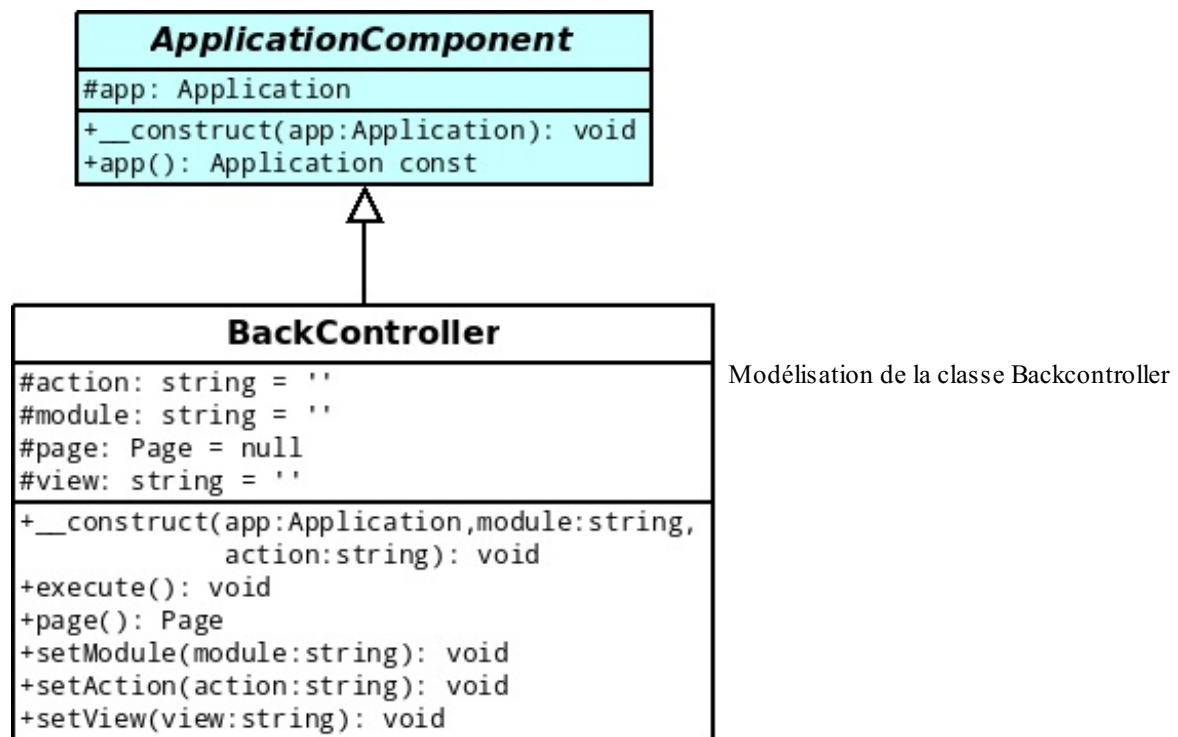 ApplicationComponent
#app: Application
+__construct(app:Application): void
+app(): Application const
BackController
#action: string = ''
#module: string = ''
#page: Page = null
#view: string = ''
+__construct(app:Application,module:string,
action:string): void
+execute(): void
+page(): Page
+setModule(module:string): void
+setAction(action:string): void
+setView(view:string): void
Modélisation de la classe Backcontroller